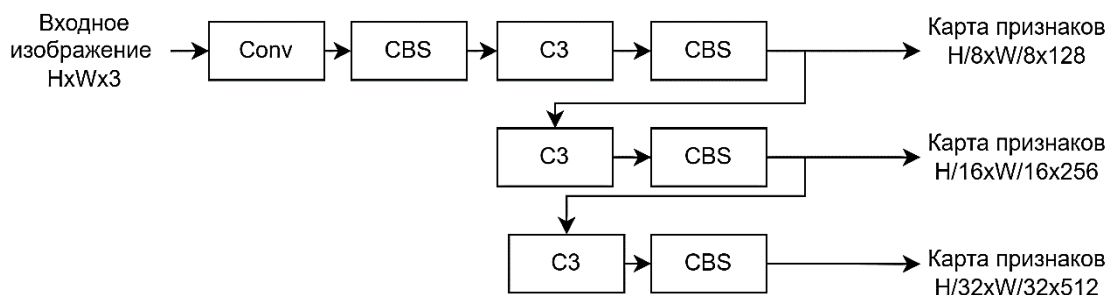 Входное
изображение
HxWx3
Conv
CBS
C3
CBS
Карта признаков
H/8xW/8x128
C3
CBS
Карта признаков
H/16xW/16x256
C3
CBS
Карта признаков
H/32xW/32x512